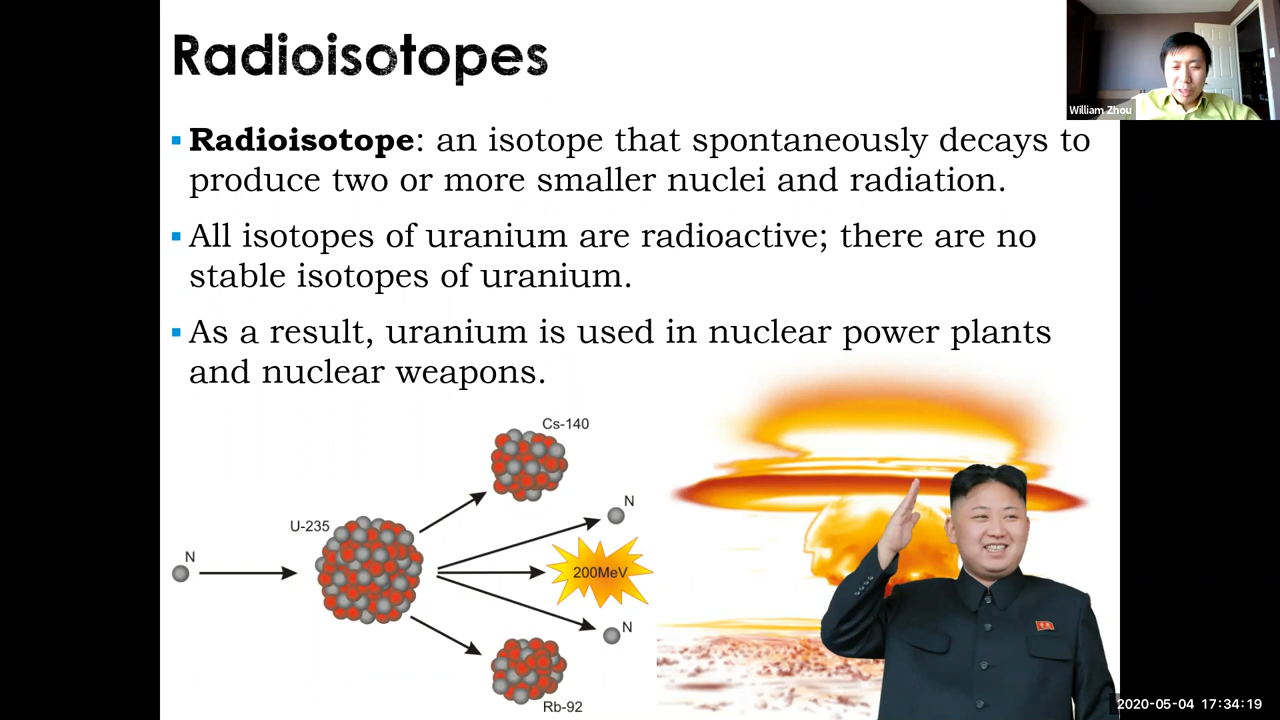 Radioisotopes
William Zhou
Radioisotope: an isotope that spontaneously decays to
produce two or more smaller nuclei and radiation.
All isotopes of uranium are radioactive; there are no
stable isotopes of uranium.
As a result, uranium is used in nuclear power plants
and nuclear weapons.
Cs-140
N
U-235
N
200MeV
N
Rb-92
2020-05-04 17:34:19